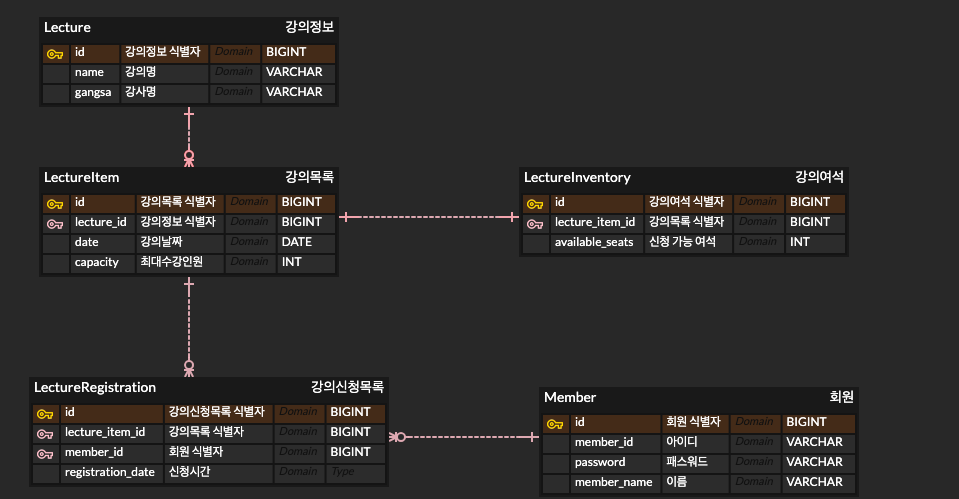 Lecture 강의정보
id 강의정보 식별자 Domain BIGINT
name 강의명 Domain VARCHAR
gangsa 강사명 Domain VARCHAR
LectureItem 강의목록
id 강의목록 식별자 Domain BIGINT
lecture_id 강의정보 식별자 Domain BIGINT
date 강의날짜 Domain DATE
capacity 최대수강인원 Domain INT
LectureInventory 강의여석
id 강의여석 식별자 Domain BIGINT
lecture_item_id 강의목록 식별자 Domain BIGINT
available_seats 신청 가능 여석 Domain INT
LectureRegistration 강의신청목록
id 강의신청목록 식별자 Domain BIGINT
lecture_item_id 강의목록 식별자 Domain BIGINT
member_id 회원 식별자 Domain BIGINT
registration_date 신청시간 Domain Type
Member 회원
id 회원 식별자 Domain BIGINT
member_id 아이디 Domain VARCHAR
password 패스워드 Domain VARCHAR
member_name 이름 Domain VARCHAR